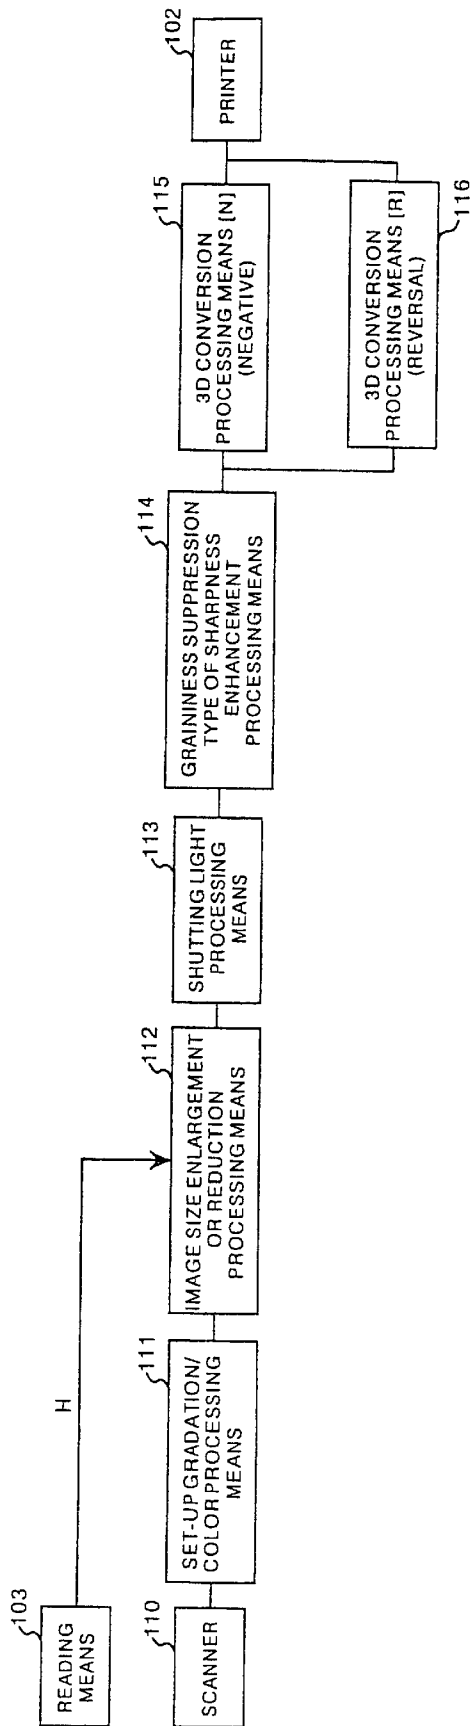 103
READING
MEANS
H
110
SCANNER
111
SET-UP GRADATION/
COLOR PROCESSING
MEANS
112
IMAGE SIZE ENLARGEMENT
OR REDUCTION
PROCESSING MEANS
113
SHUTTING LIGHT
PROCESSING
MEANS
114
GRAININESS SUPPRESSION
TYPE OF SHARPNESS
ENHANCEMENT
PROCESSING MEANS
115
3D CONVERSION
PROCESSING MEANS [N]
(NEGATIVE)
116
3D CONVERSION
PROCESSING MEANS [R]
(REVERSAL)
102
PRINTER